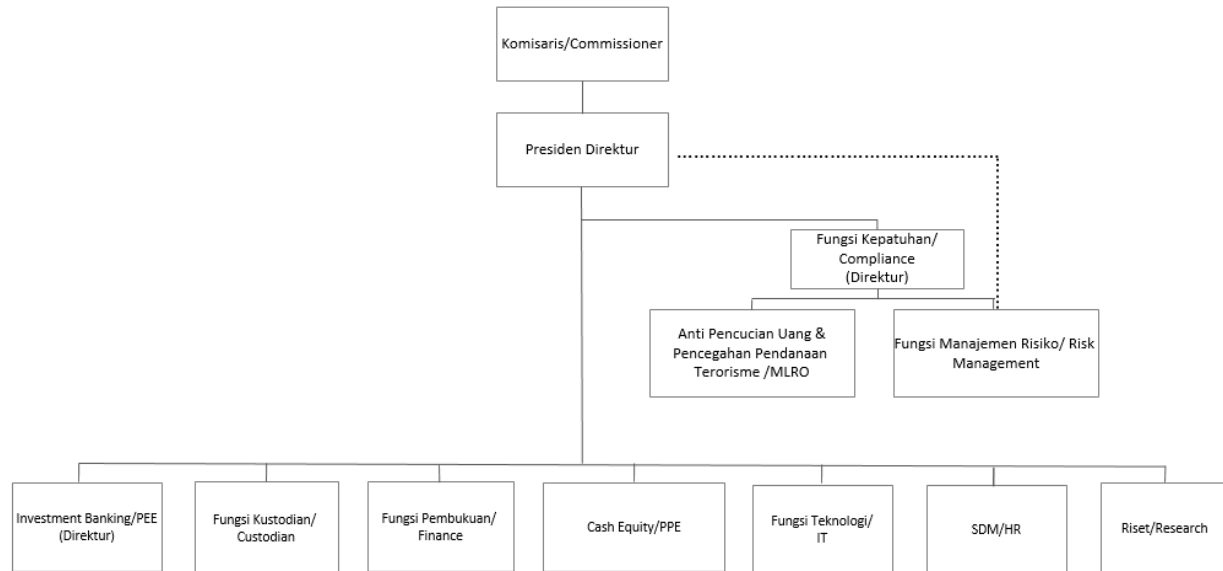 Komisaris/Commissioner
Presiden Direktur
Fungsi Kepatuhan/
Compliance
(Direktur)
Anti Pencucian Uang &
Pencegahan Pendanaan
Terorisme /MLRO
Fungsi Manajemen Risiko/ Risk
Management
Investment Banking/PEE
(Direktur)
Fungsi Kustodian/
Custodian
Fungsi Pembukuan/
Finance
Cash Equity/PPE
Fungsi Teknologi/
IT
SDM/HR
Riset/Research